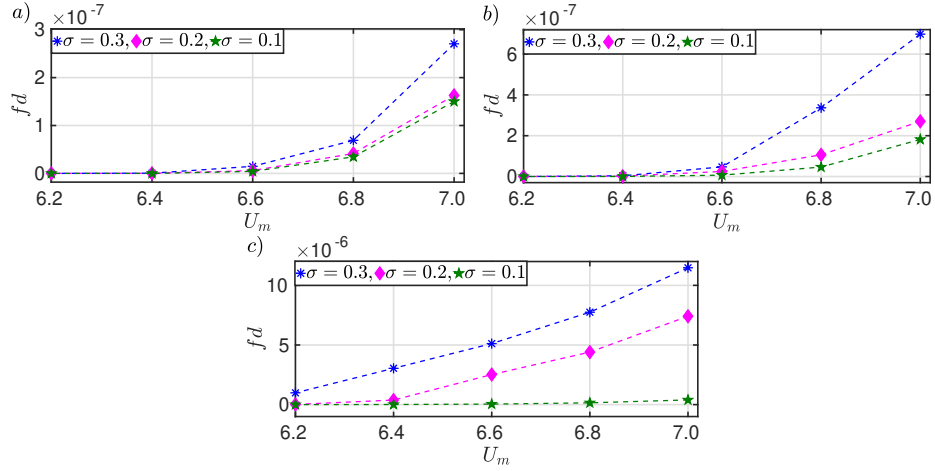 a)
×10⁻⁷
σ = 0.3, σ = 0.2, σ = 0.1
3
2
1
0
fd
6.2 6.4 6.6 6.8 7.0
U_m
b)
×10⁻⁷
σ = 0.3, σ = 0.2, σ = 0.1
6
4
2
0
fd
6.2 6.4 6.6 6.8 7.0
U_m
c)
×10⁻⁶
σ = 0.3, σ = 0.2, σ = 0.1
10
5
0
fd
6.2 6.4 6.6 6.8 7.0
U_m